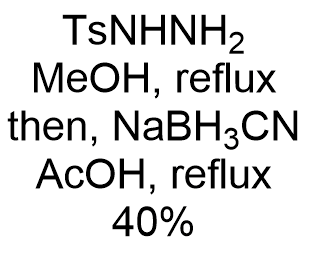 TsNHNH₂
MeOH, reflux
then, NaBH₃CN
AcOH, reflux
40%